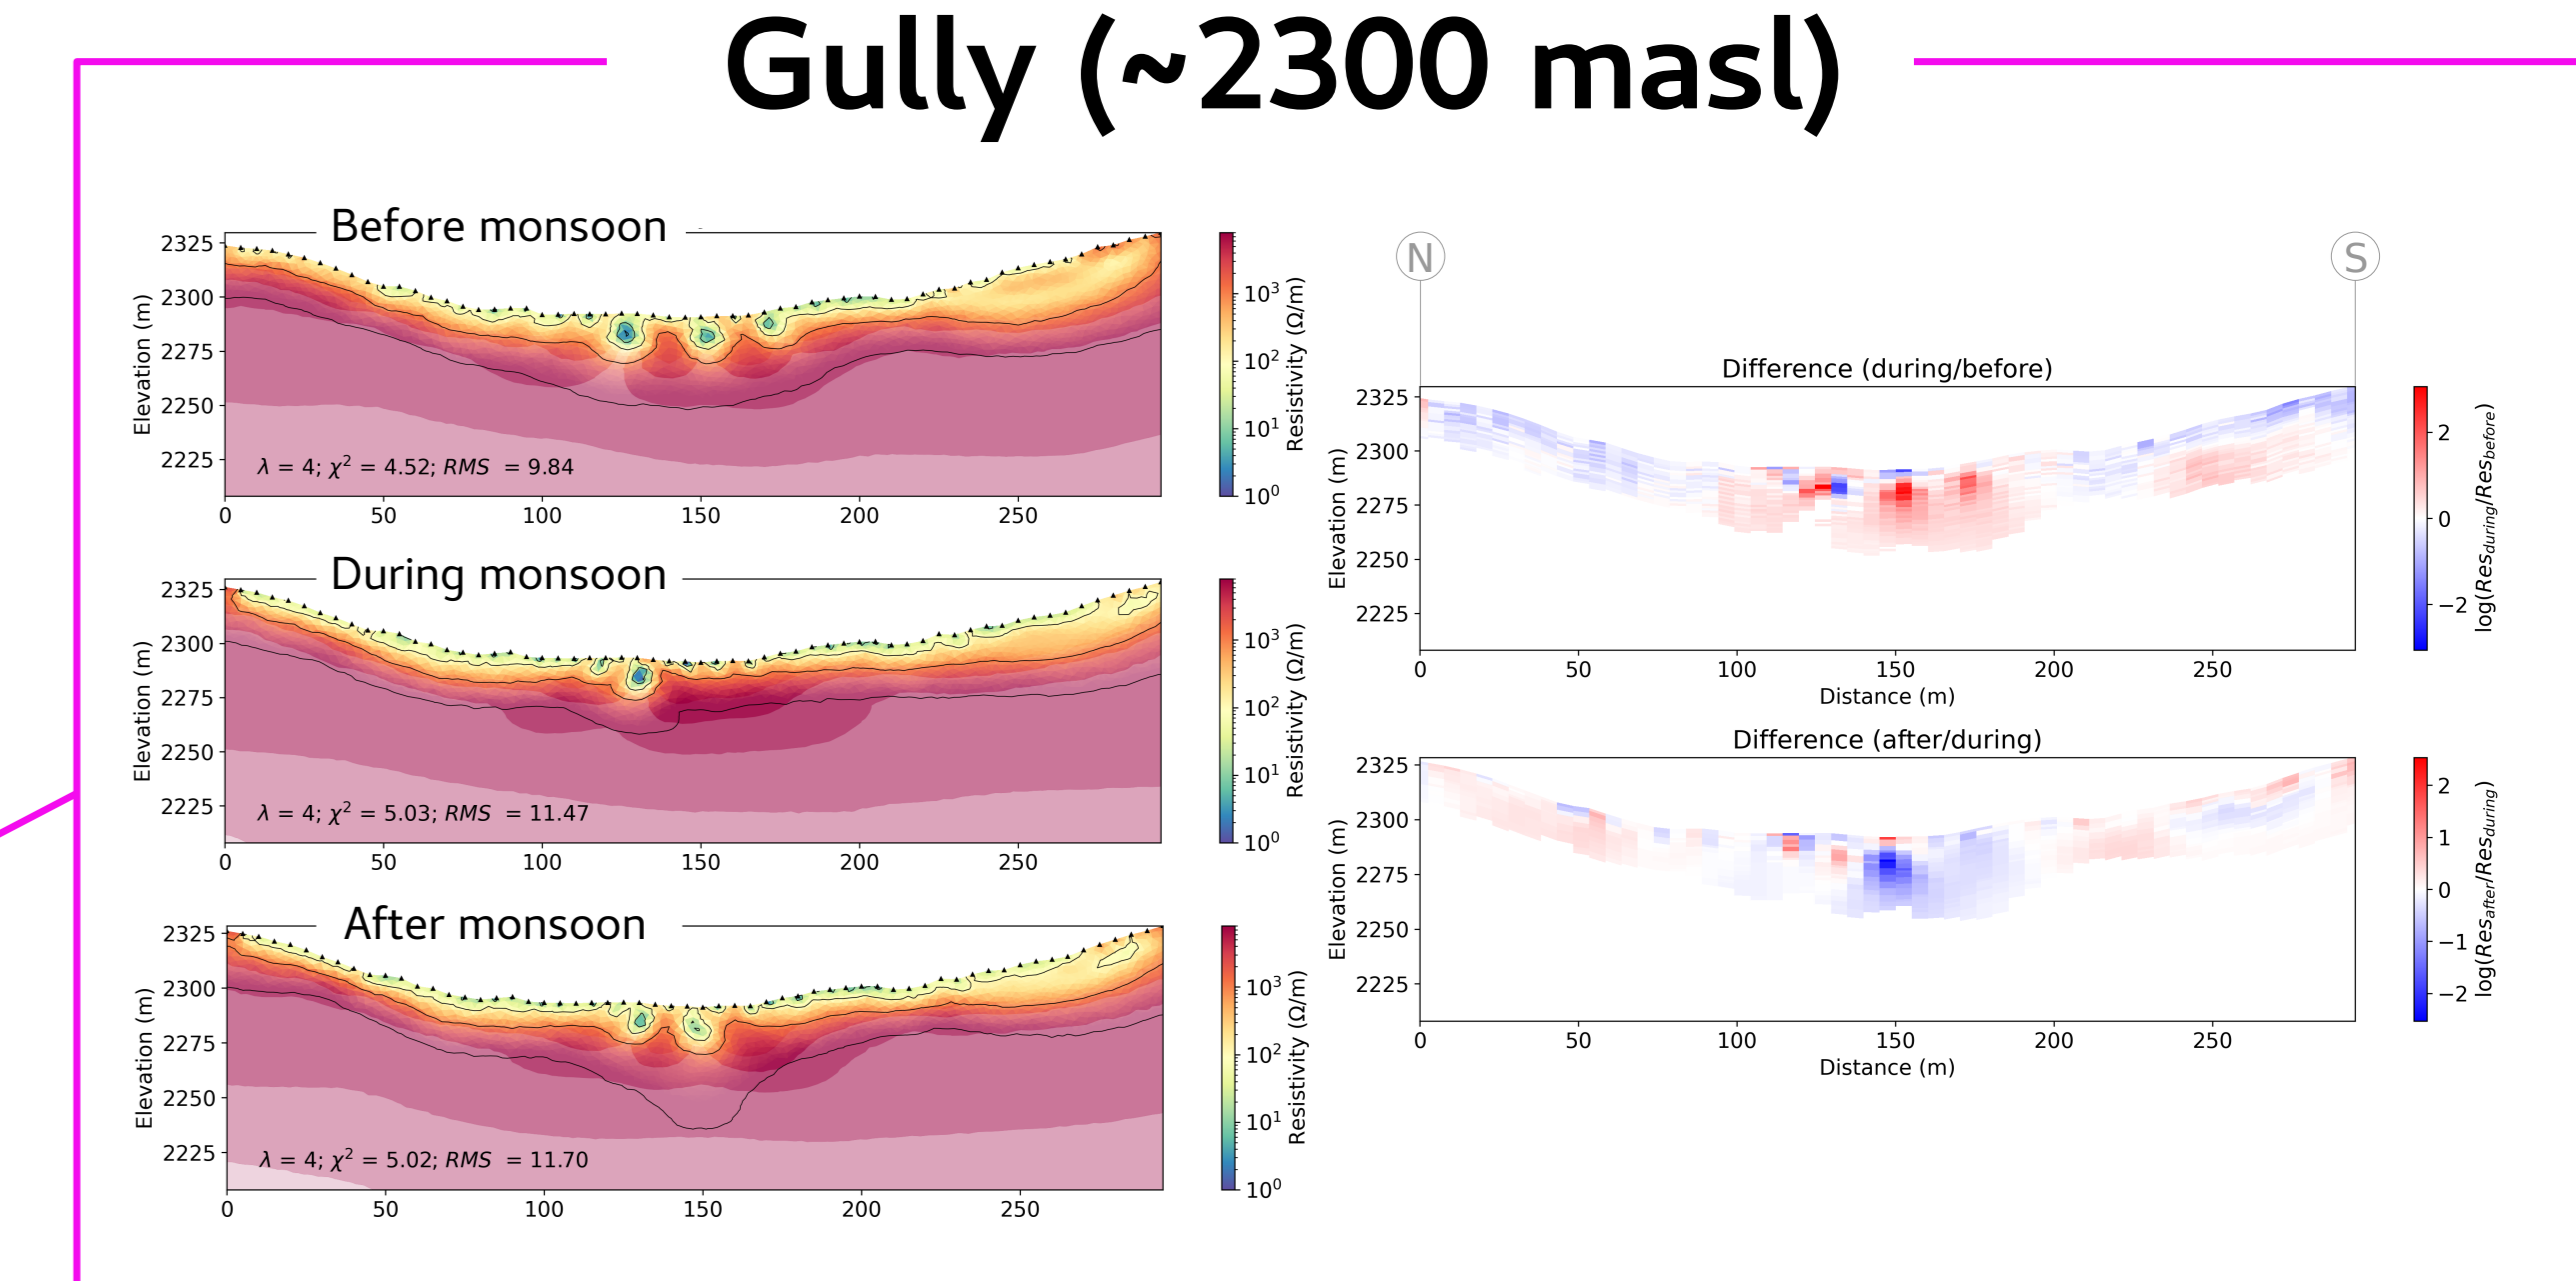 Gully (~2300 masl)
Before monsoon
2325
2300
2275
2250
2225
Elevation (m)
λ = 4; χ² = 4.52; RMS = 9.84
0 50 100 150 200 250
10³
10²
10¹
10⁰
Resistivity (Ω/m)
During monsoon
2325
2300
2275
2250
2225
Elevation (m)
λ = 4; χ² = 5.03; RMS = 11.47
0 50 100 150 200 250
10³
10²
10¹
10⁰
Resistivity (Ω/m)
After monsoon
2325
2300
2275
2250
2225
Elevation (m)
λ = 4; χ² = 5.02; RMS = 11.70
0 50 100 150 200 250
10³
10²
10¹
10⁰
Resistivity (Ω/m)
N S
Difference (during/before)
2325
2300
2275
2250
2225
Elevation (m)
0 50 100 150 200 250
Distance (m)
2
0
−2
log(Res_during/Res_before)
Difference (after/during)
2325
2300
2275
2250
2225
Elevation (m)
0 50 100 150 200 250
Distance (m)
2
1
0
−1
−2
log(Res_after/Res_during)